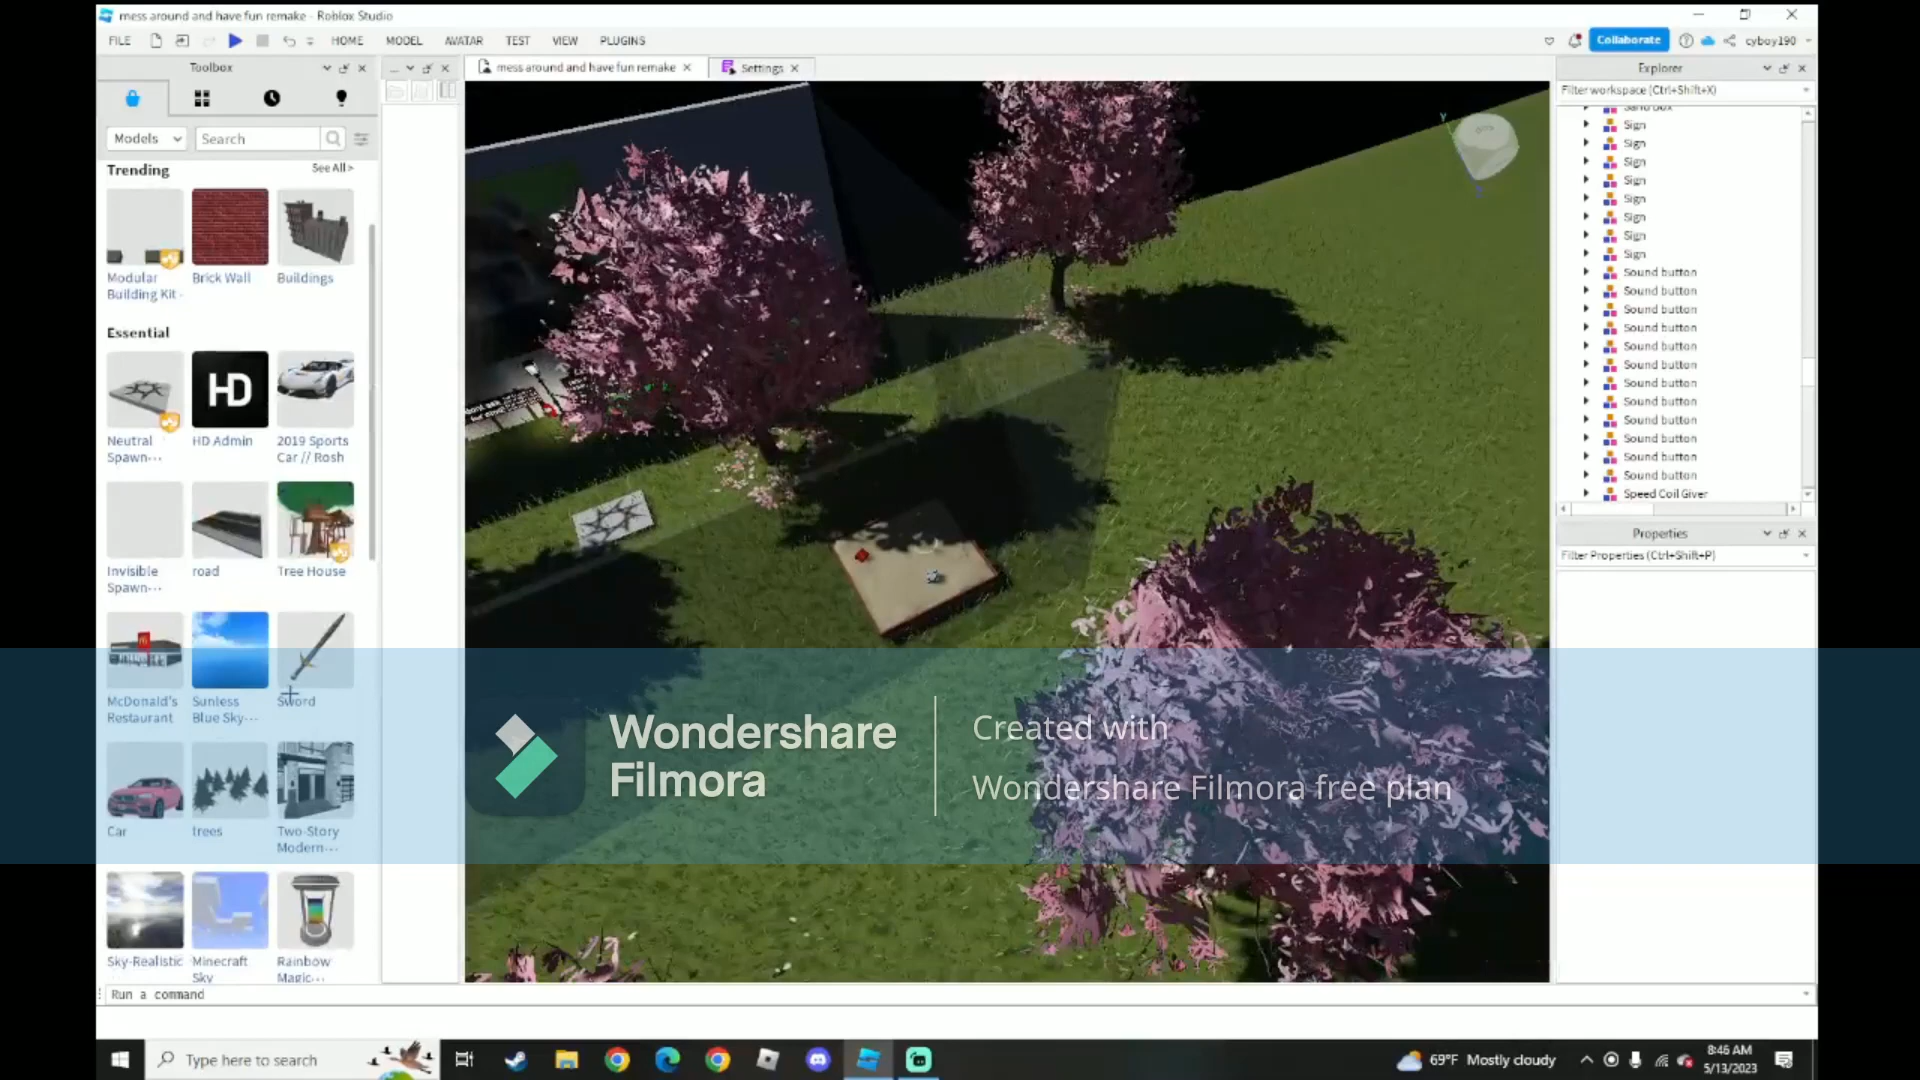 mess around and have fun remake - Roblox Studio
FILE
HOME
MODEL
AVATAR
TEST
VIEW
PLUGINS
Collaborate
cyboy190
Toolbox
...
mess around and have fun remake
Settings
Explorer
Filter workspace (Ctrl+Shift+X)
Models
Search
Trending
See All >
Modular
Building Kit -
Brick Wall
Buildings
Essential
Neutral
Spawn...
HD
HD Admin
2019 Sports
Car // Rosh
Invisible
Spawn...
road
Tree House
McDonald's
Restaurant
Sunless
Blue Sky...
Sword
Car
trees
Two-Story
Modern...
Sky-Realistic
Minecraft
Sky
Rainbow
Magic...
Sand box
Sign
Sign
Sign
Sign
Sign
Sign
Sign
Sign
Sound button
Sound button
Sound button
Sound button
Sound button
Sound button
Sound button
Sound button
Sound button
Sound button
Sound button
Sound button
Speed Coil Giver
Properties
Filter Properties (Ctrl+Shift+P)
Wondershare
Filmora
Created with
Wondershare Filmora free plan
Run a command
Type here to search
69°F Mostly cloudy
8:46 AM
5/13/2023